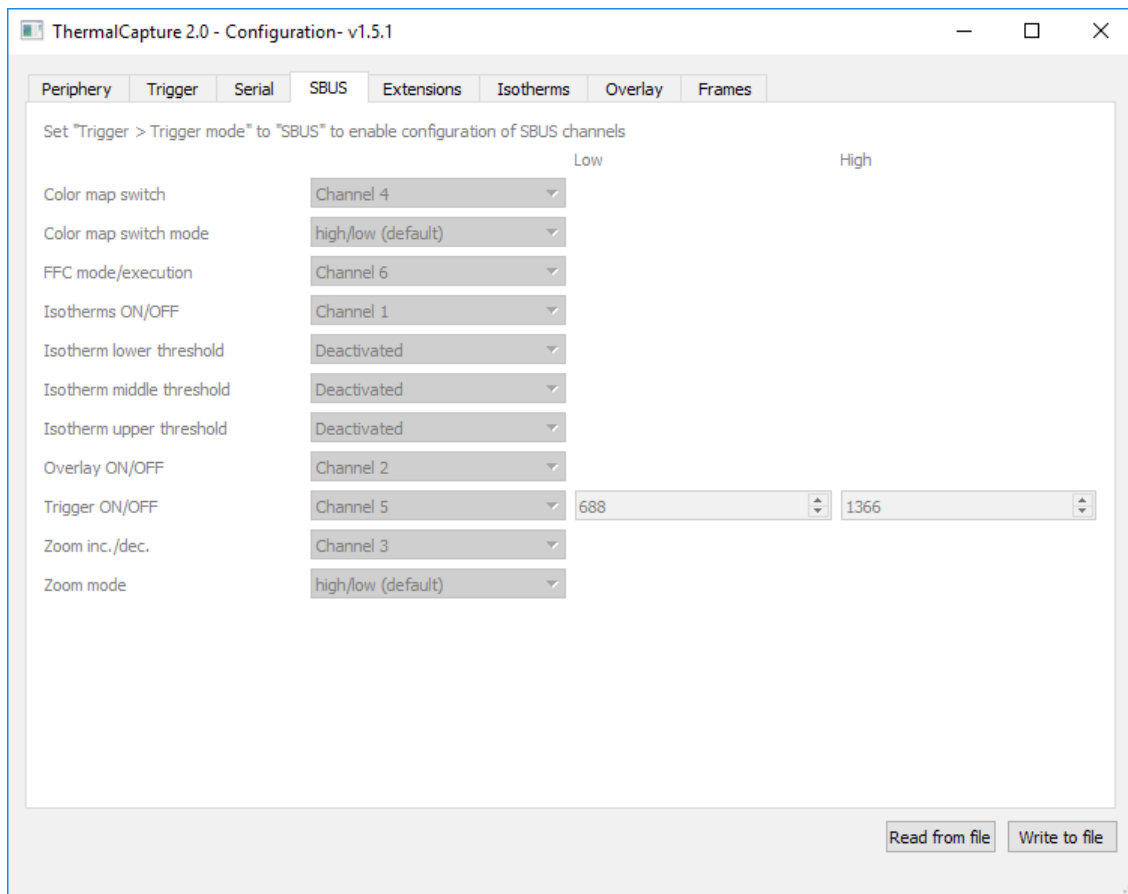 ThermalCapture 2.0 - Configuration- v1.5.1
Periphery Trigger Serial SBUS Extensions Isotherms Overlay Frames
Set "Trigger > Trigger mode" to "SBUS" to enable configuration of SBUS channels
Low High
Color map switch Channel 4
Color map switch mode high/low (default)
FFC mode/execution Channel 6
Isotherms ON/OFF Channel 1
Isotherm lower threshold Deactivated
Isotherm middle threshold Deactivated
Isotherm upper threshold Deactivated
Overlay ON/OFF Channel 2
Trigger ON/OFF Channel 5 688 1366
Zoom inc./dec. Channel 3
Zoom mode high/low (default)
Read from file Write to file